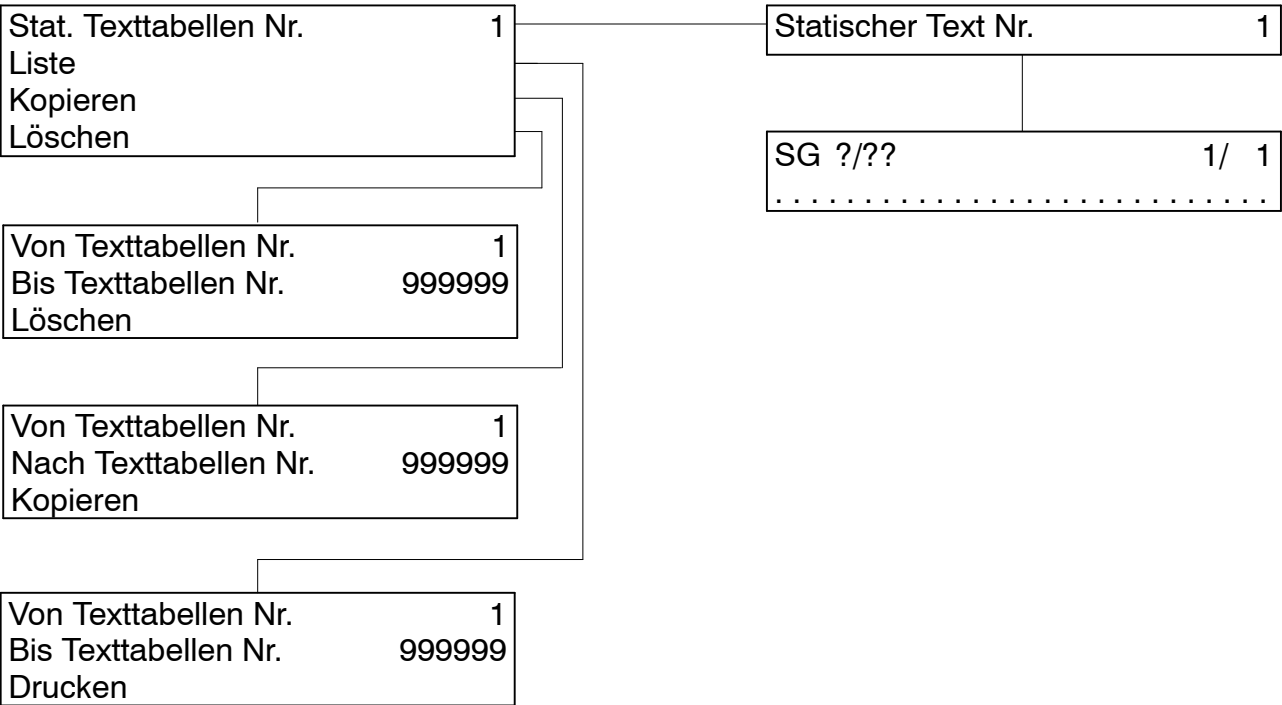 Stat. Texttabellen Nr. 1
Liste
Kopieren
Löschen
Statischer Text Nr. 1
SG ?/?? 1/ 1
. . . . . . . . . . . . . . . . . . . . . . . . . . . .
Von Texttabellen Nr. 1
Bis Texttabellen Nr. 999999
Löschen
Von Texttabellen Nr. 1
Nach Texttabellen Nr. 999999
Kopieren
Von Texttabellen Nr. 1
Bis Texttabellen Nr. 999999
Drucken